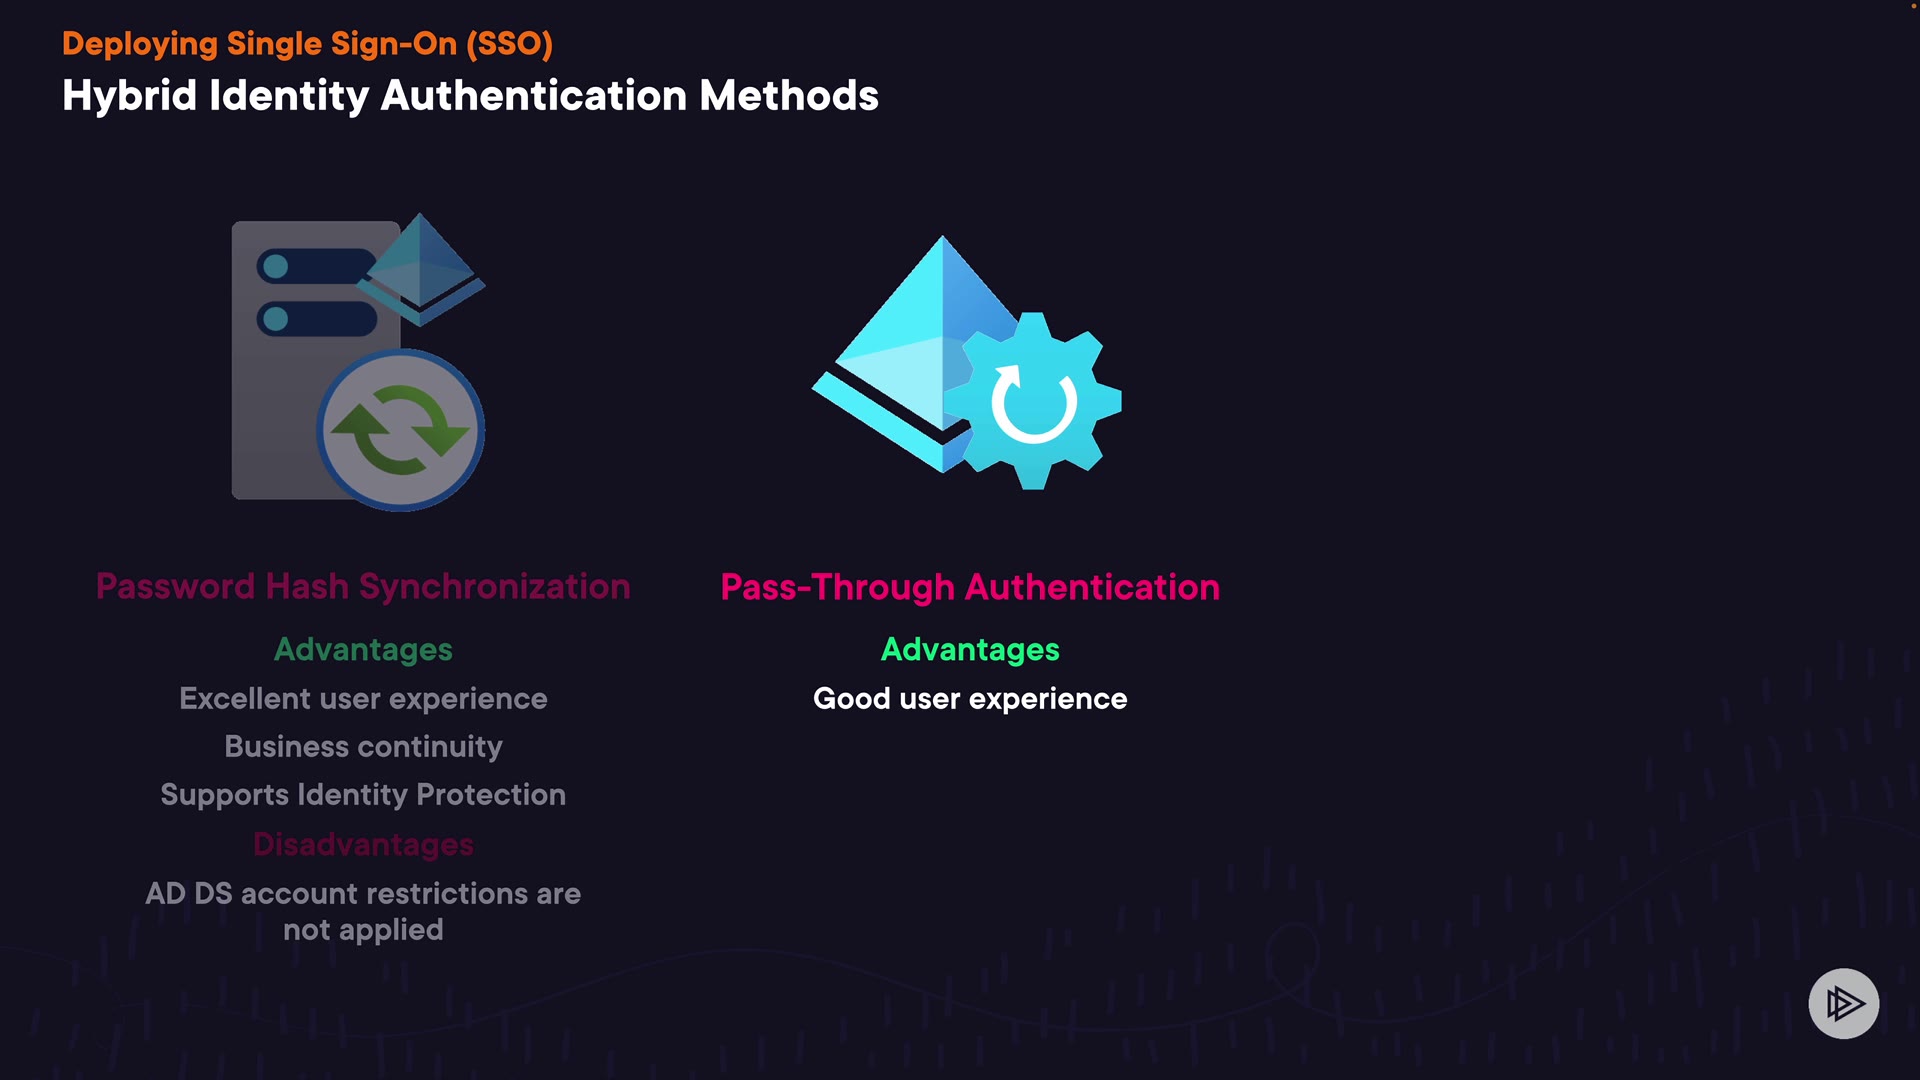 Deploying Single Sign-On (SSO)
Hybrid Identity Authentication Methods
Password Hash Synchronization
Advantages
Excellent user experience
Business continuity
Supports Identity Protection
Disadvantages
AD DS account restrictions are
not applied
Pass-Through Authentication
Advantages
Good user experience